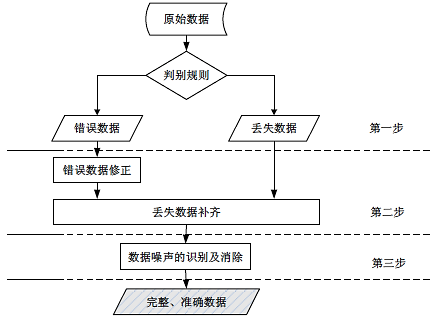 原始数据
判别规则
错误数据
丢失数据
第一步
错误数据修正
丢失数据补齐
第二步
数据噪声的识别及消除
第三步
完整、准确数据